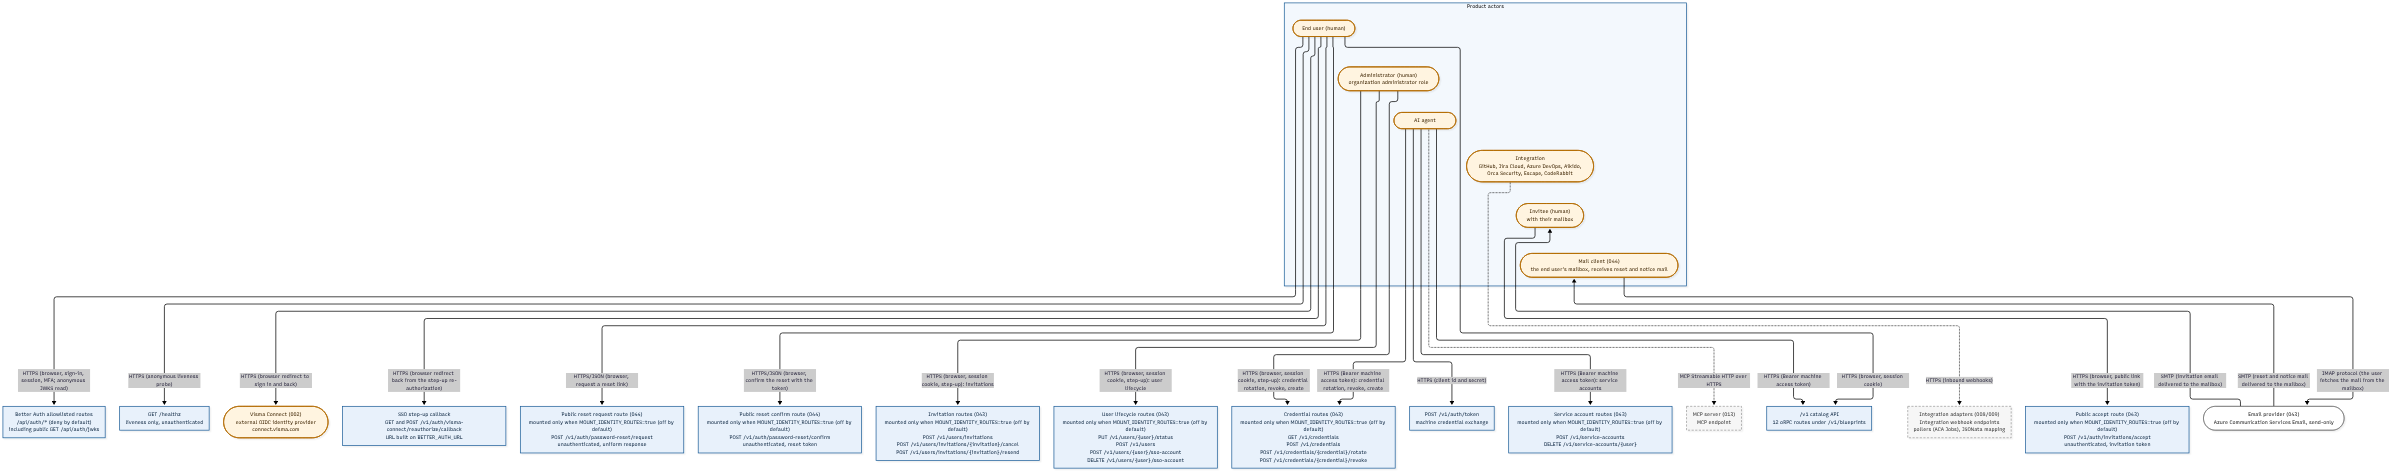 Product actors
End user (human)
Administrator (human)
organization administrator role
AI agent
Integration
GitHub, Jira Cloud, Azure DevOps, Aikido,
Orca Security, Escape, CodeRabbit
Invitee (human)
with their mailbox
Mail client (044)
the end user's mailbox, receives reset and notice mail
HTTPS (browser, sign-in,
session, MFA; anonymous
JWKS read)
HTTPS (anonymous liveness
probe)
HTTPS (browser redirect to
sign in and back)
HTTPS (browser redirect
back from the step-up re-
authorization)
HTTPS/JSON (browser,
request a reset link)
HTTPS/JSON (browser,
confirm the reset with the
token)
HTTPS (browser, session
cookie, step-up): invitations
HTTPS (browser, session
cookie, step-up): user
lifecycle
HTTPS (browser, session
cookie, step-up): credential
rotation, revoke, create
HTTPS (Bearer machine
access token): credential
rotation, revoke, create
HTTPS (client id and secret)
HTTPS (Bearer machine
access token): service
accounts
MCP Streamable HTTP over
HTTPS
HTTPS (Bearer machine
access token)
HTTPS (browser, session
cookie)
HTTPS (inbound webhooks)
HTTPS (browser, public link
with the invitation token)
SMTP (invitation email
delivered to the mailbox)
SMTP (reset and notice mail
delivered to the mailbox)
IMAP protocol (the user
fetches the mail from the
mailbox)
Better Auth allowlisted routes
/api/auth/* (deny by default)
including public GET /api/auth/jwks
GET /healthz
liveness only, unauthenticated
Visma Connect (002)
external OIDC identity provider
connect.visma.com
SSO step-up callback
GET and POST /v1/auth/visma-
connect/reauthorize/callback
URL built on BETTER_AUTH_URL
Public reset request route (044)
mounted only when MOUNT_IDENTITY_ROUTES=true (off by
default)
POST /v1/auth/password-reset/request
unauthenticated, uniform response
Public reset confirm route (044)
mounted only when MOUNT_IDENTITY_ROUTES=true (off by
default)
POST /v1/auth/password-reset/confirm
unauthenticated, reset token
Invitation routes (043)
mounted only when MOUNT_IDENTITY_ROUTES=true (off by
default)
POST /v1/users/invitations
POST /v1/users/invitations/{invitation}/cancel
POST /v1/users/invitations/{invitation}/resend
User lifecycle routes (043)
mounted only when MOUNT_IDENTITY_ROUTES=true (off by
default)
PUT /v1/users/{user}/status
POST /v1/users
POST /v1/users/{user}/sso-account
DELETE /v1/users/{user}/sso-account
Credential routes (043)
mounted only when MOUNT_IDENTITY_ROUTES=true (off by
default)
GET /v1/credentials
POST /v1/credentials
POST /v1/credentials/{credential}/rotate
POST /v1/credentials/{credential}/revoke
POST /v1/auth/token
machine credential exchange
Service account routes (043)
mounted only when MOUNT_IDENTITY_ROUTES=true (off by
default)
POST /v1/service-accounts
DELETE /v1/service-accounts/{user}
MCP server (013)
MCP endpoint
/v1 catalog API
12 oRPC routes under /v1/blueprints
Integration adapters (008/009)
Integration webhook endpoints
pollers (ACA Jobs), JSONata mapping
Public accept route (043)
mounted only when MOUNT_IDENTITY_ROUTES=true (off by
default)
POST /v1/auth/invitations/accept
unauthenticated, invitation token
Email provider (043)
Azure Communication Services Email, send-only